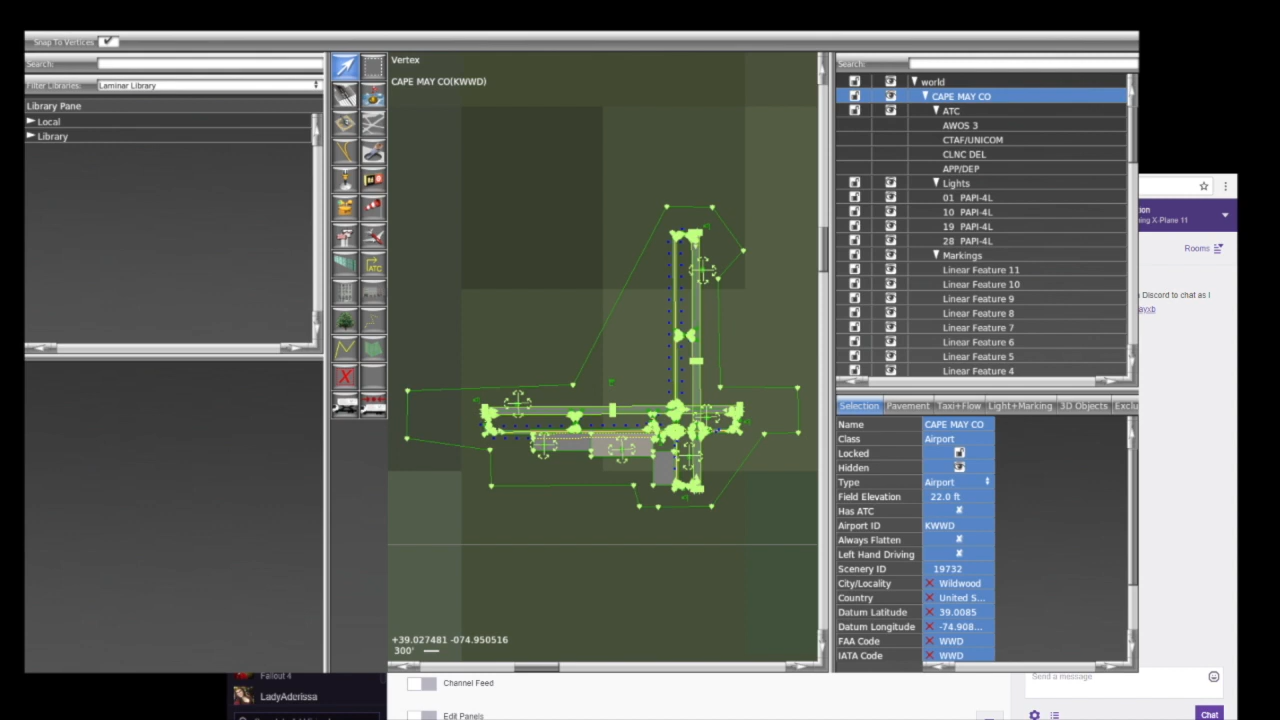 Snap To Vertices
Search:
Filter Libraries: Laminar Library
Library Pane
Local
Library
Vertex
CAPE MAY CO(KWWD)
ATC
+39.027481 -074.950516
300'
Search:
world
CAPE MAY CO
ATC
AWOS 3
CTAF/UNICOM
CLNC DEL
APP/DEP
Lights
01 PAPI-4L
10 PAPI-4L
19 PAPI-4L
28 PAPI-4L
Markings
Linear Feature 11
Linear Feature 10
Linear Feature 9
Linear Feature 8
Linear Feature 7
Linear Feature 6
Linear Feature 5
Linear Feature 4
Selection Pavement Taxi+Flow Light+Marking 3D Objects Exclu
Name CAPE MAY CO
Class Airport
Locked
Hidden
Type Airport
Field Elevation 22.0 ft
Has ATC
Airport ID KWWD
Always Flatten
Left Hand Driving
Scenery ID 19732
City/Locality Wildwood
Country United S...
Datum Latitude 39.0085
Datum Longitude -74.908...
FAA Code WWD
IATA Code WWD
tion
ing X-Plane 11
Rooms
Discord to chat as l
ayxb
Fallout 4
LadyAderissa
Channel Feed
Edit Panels
Send a message
Chat